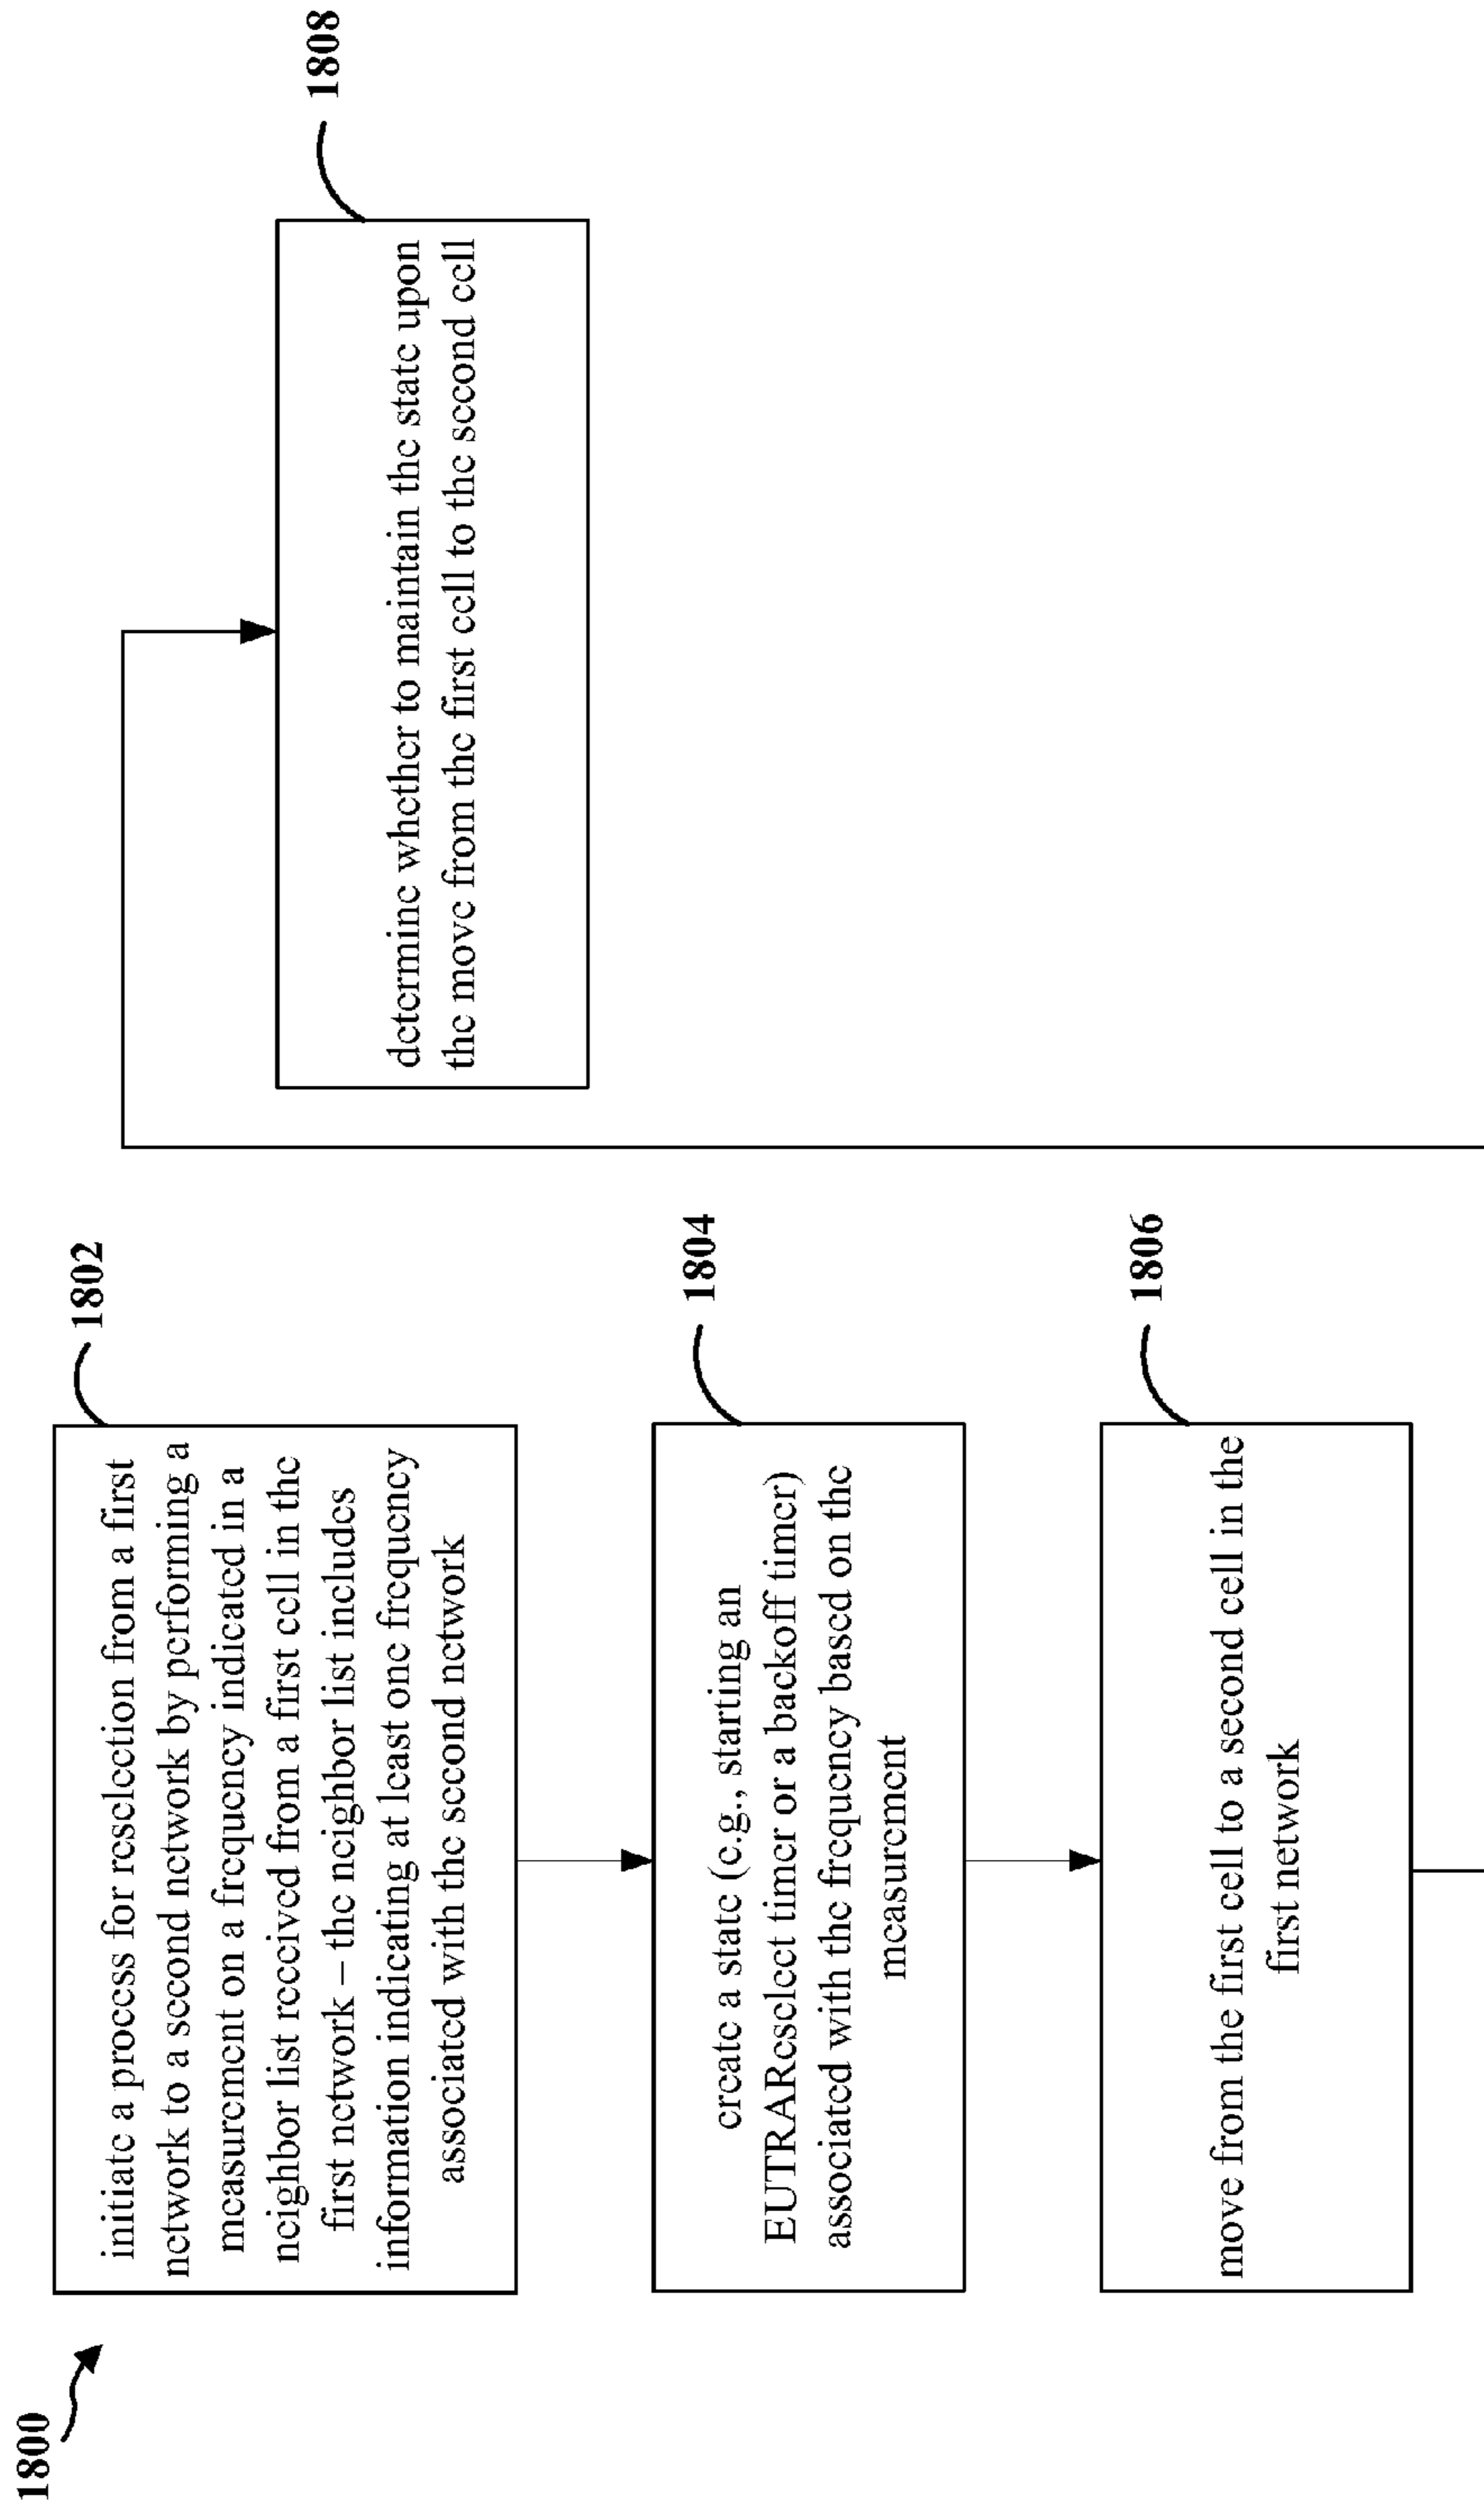 1800
1802
initiate a process for reselection from a first
network to a second network by performing a
measurement on a frequency indicated in a
neighbor list received from a first cell in the
first network – the neighbor list includes
information indicating at least one frequency
associated with the second network
1804
create a state (e.g., starting an
EUTRAReselect timer or a backoff timer)
associated with the frequency based on the
measurement
1806
move from the first cell to a second cell in the
first network
1808
determine whether to maintain the state upon
the move from the first cell to the second cell